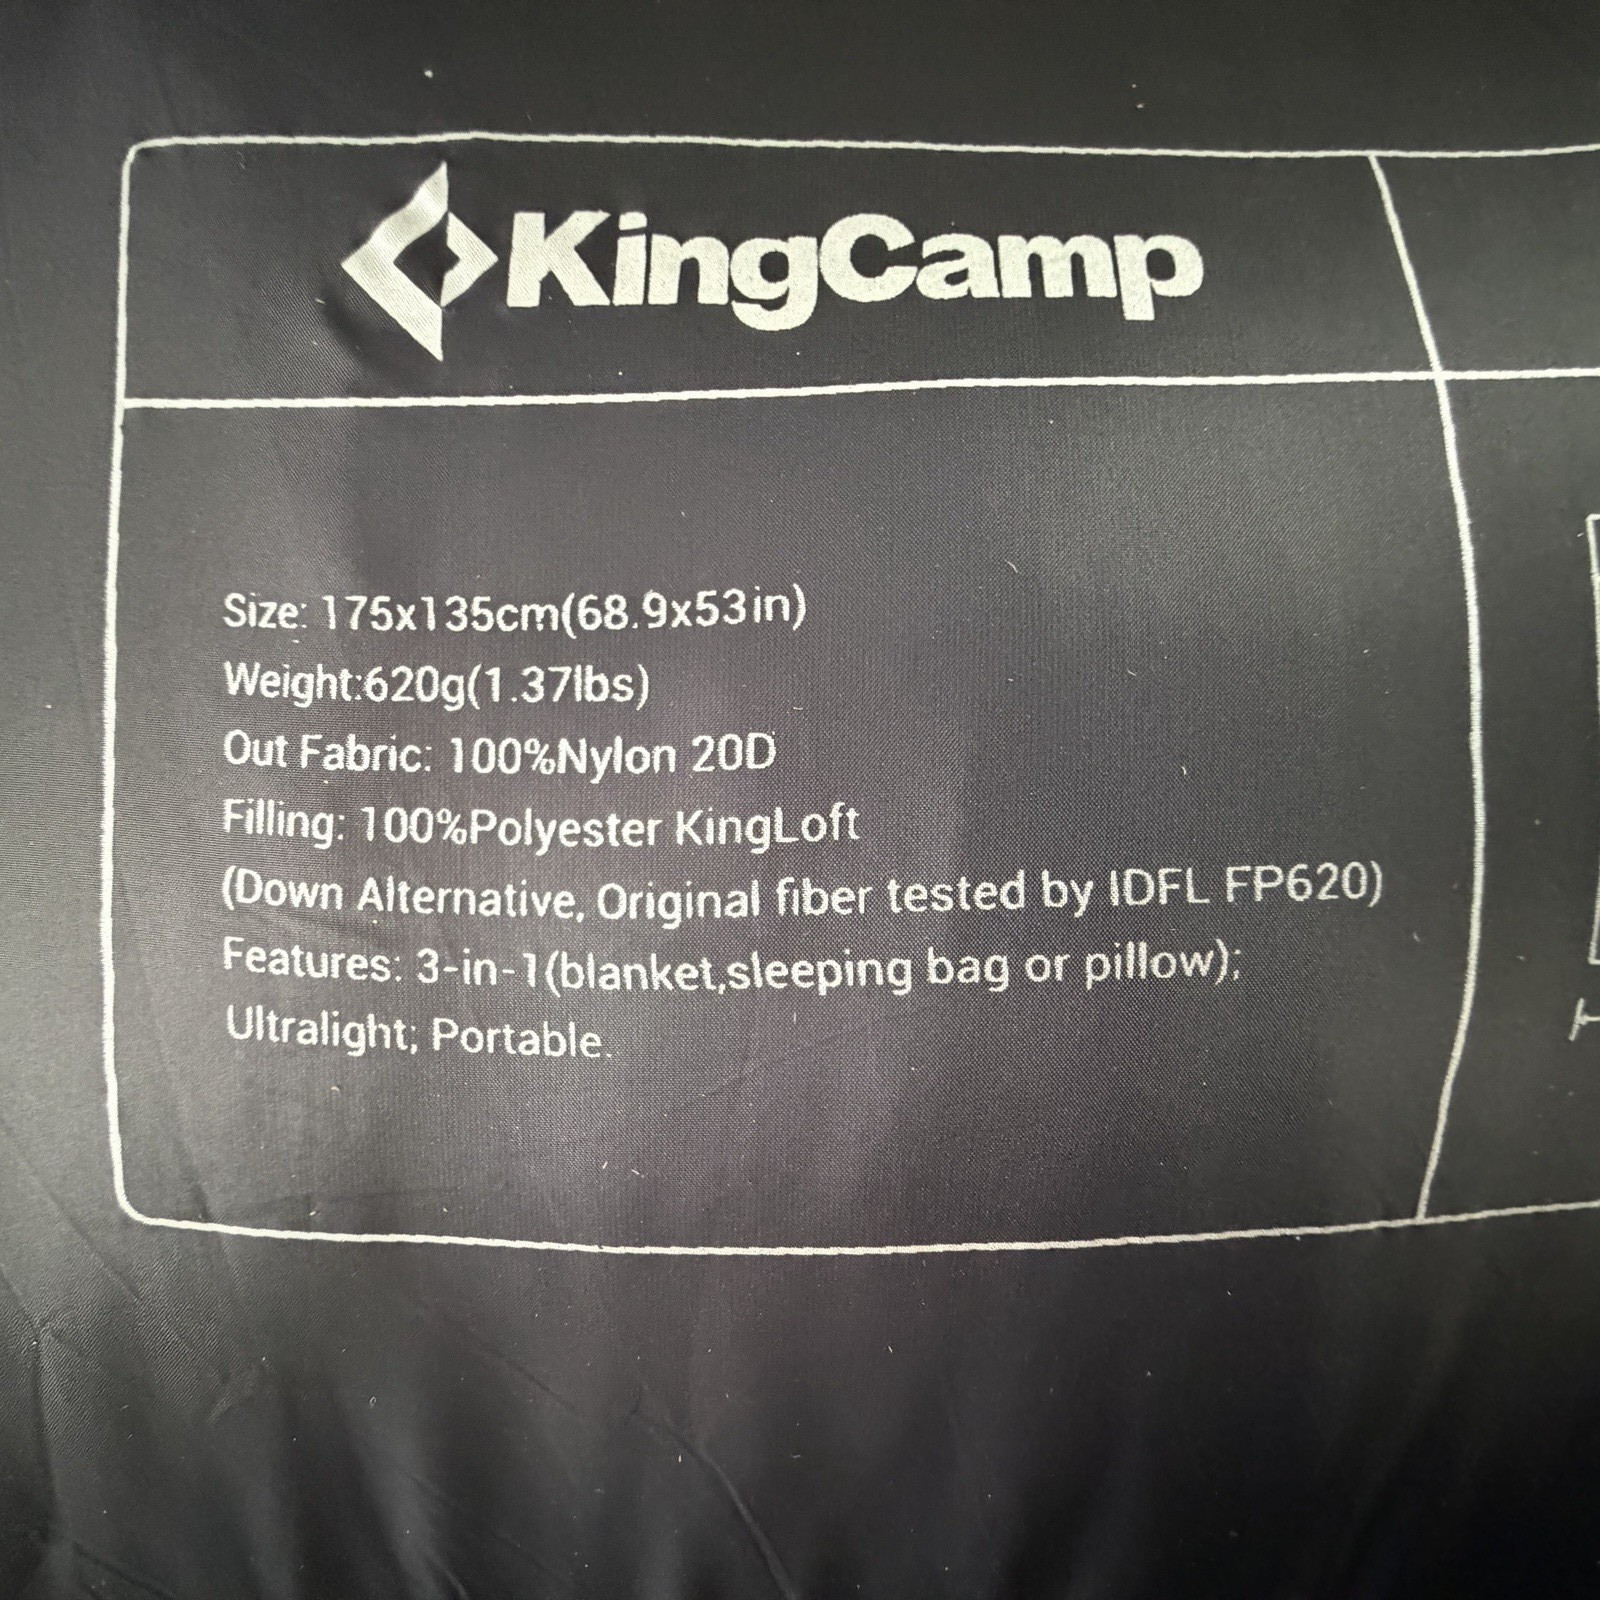 KingCamp
Size: 175x135cm(68.9x53in)
Weight:620g(1.37lbs)
Out Fabric: 100%Nylon 20D
Filling: 100%Polyester KingLoft
(Down Alternative, Original fiber tested by IDFL FP620)
Features: 3-in-1(blanket,sleeping bag or pillow);
Ultralight; Portable.